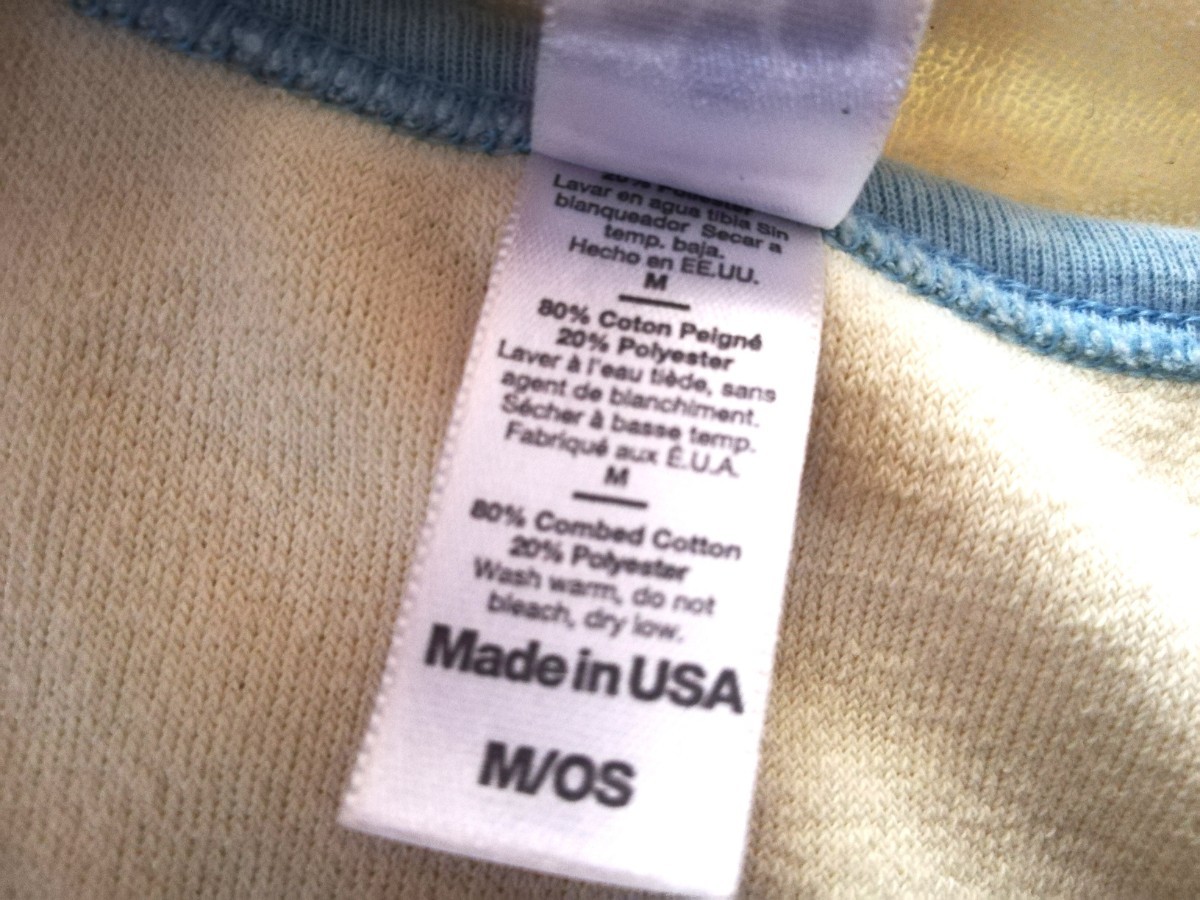 20% Poliéster
Lavar en agua tibia Sin
blanqueador Secar a
temp. baja.
Hecho en EE.UU.
M
80% Coton Peigné
20% Polyester
Laver à l'eau tiède, sans
agent de blanchiment.
Sécher à basse temp.
Fabriqué aux É.U.A.
M
80% Combed Cotton
20% Polyester
Wash warm, do not
bleach, dry low.
Made in USA
M/OS